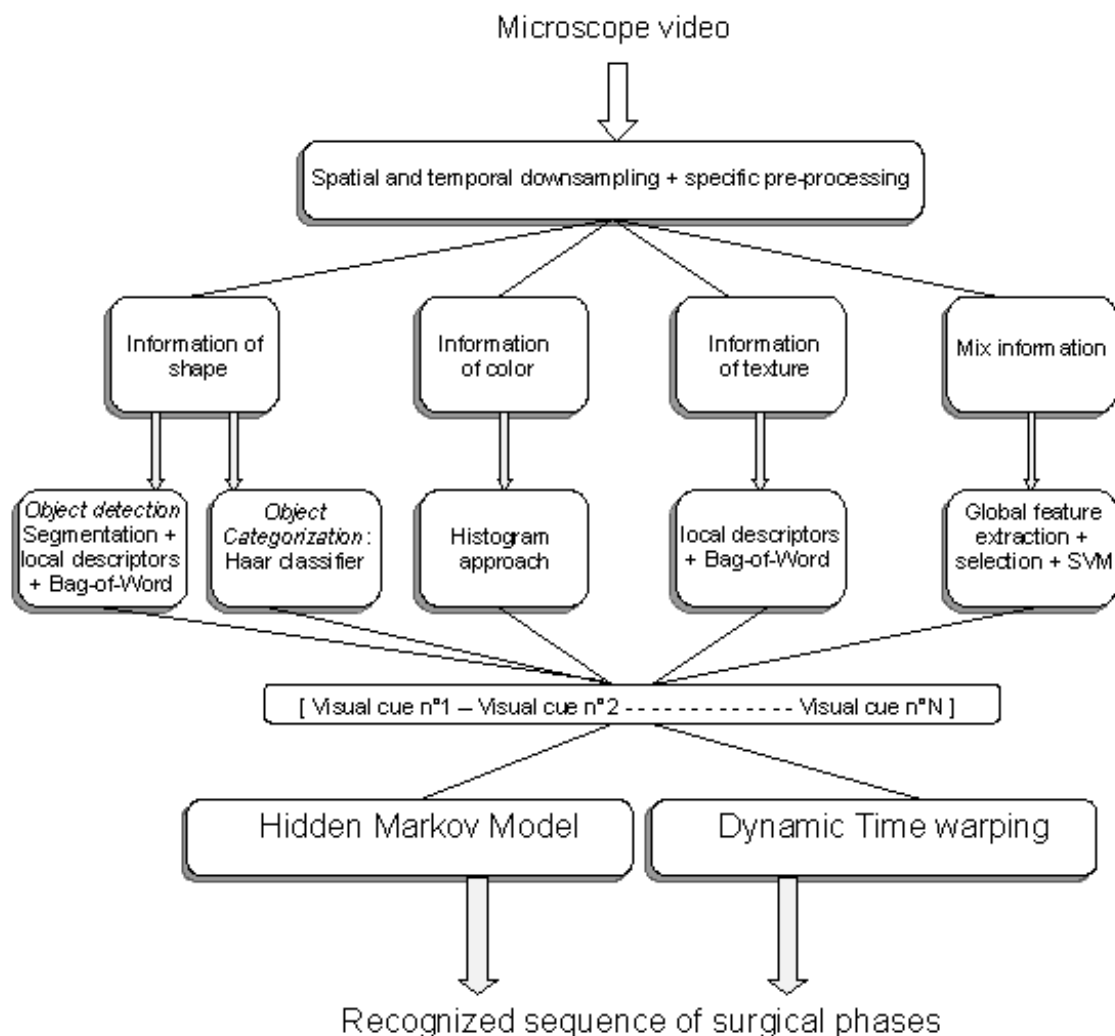 Microscope video
Spatial and temporal downsampling + specific pre-processing
Information of
shape
Information
of color
Information
of texture
Mix information
Object detection
Segmentation +
local descriptors
+ Bag-of-Word
Object
Categorization :
Haar classifier
Histogram
approach
local descriptors
+ Bag-of-Word
Global feature
extraction +
selection + SVM
[ Visual cue n°1 – Visual cue n°2 - - - - - - - - - - - - - Visual cue n°N ]
Hidden Markov Model
Dynamic Time warping
Recognized sequence of surgical phases